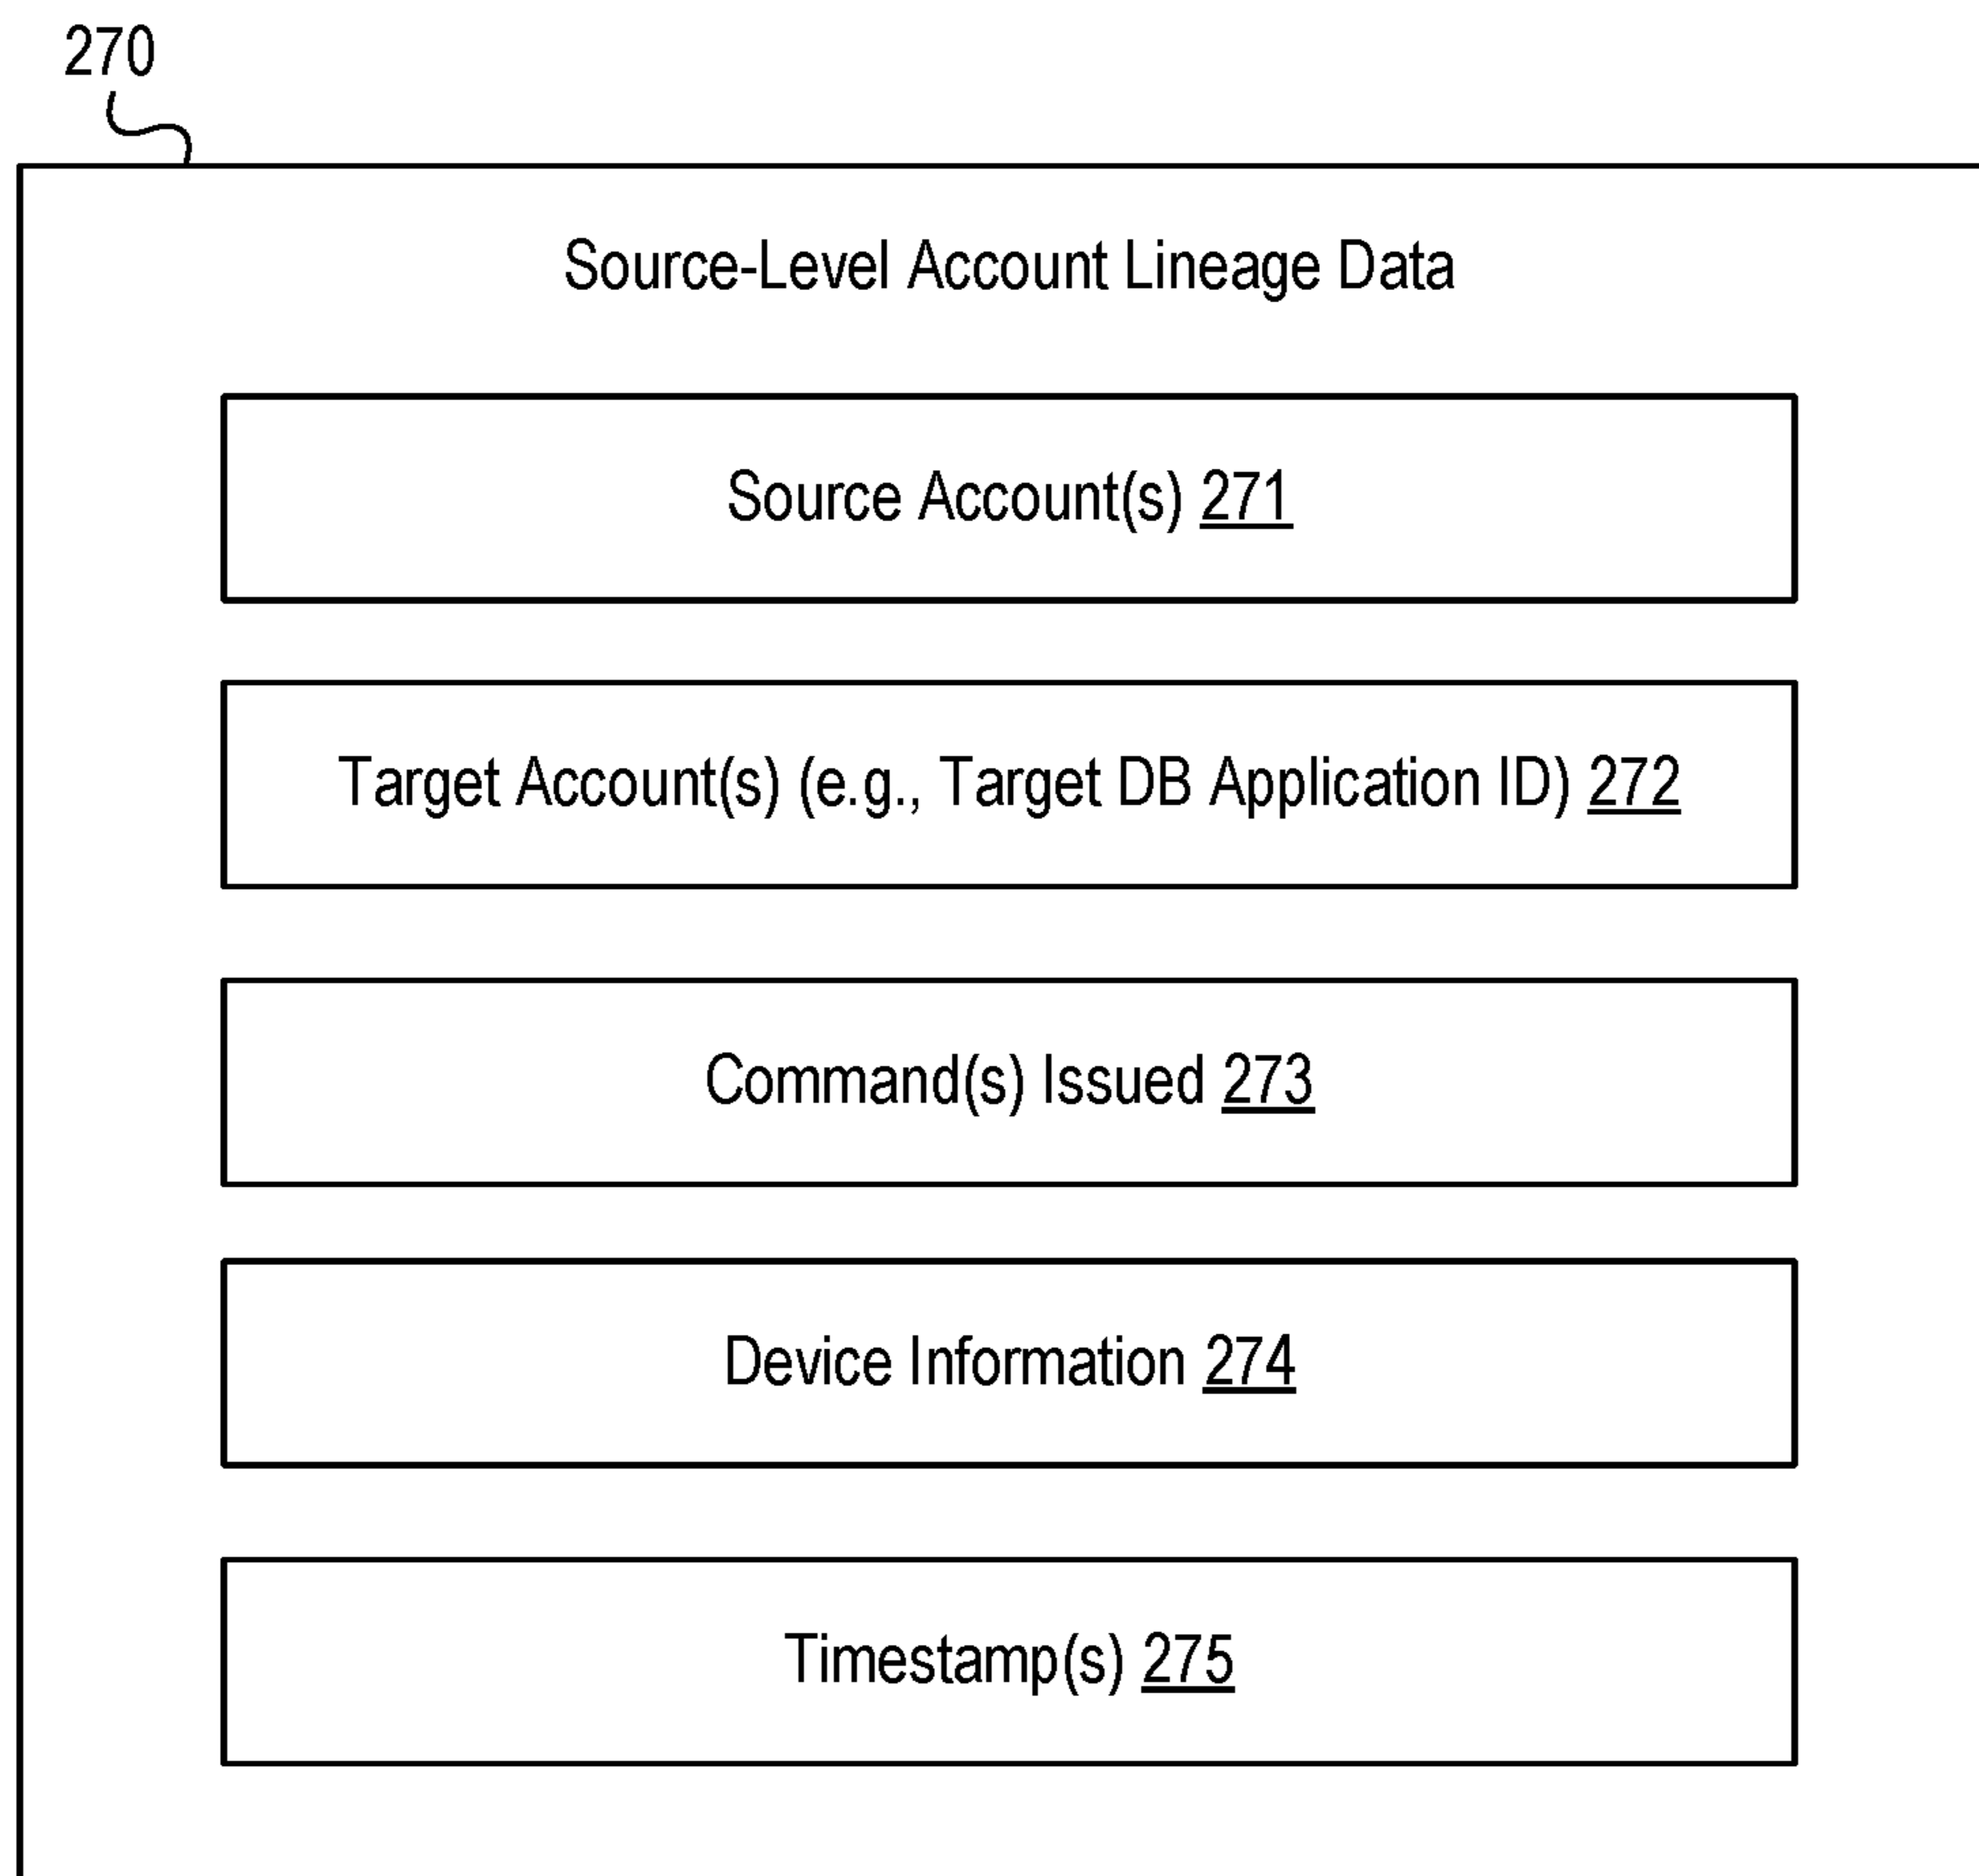 270
Source-Level Account Lineage Data
Source Account(s) 271
Target Account(s) (e.g., Target DB Application ID) 272
Command(s) Issued 273
Device Information 274
Timestamp(s) 275